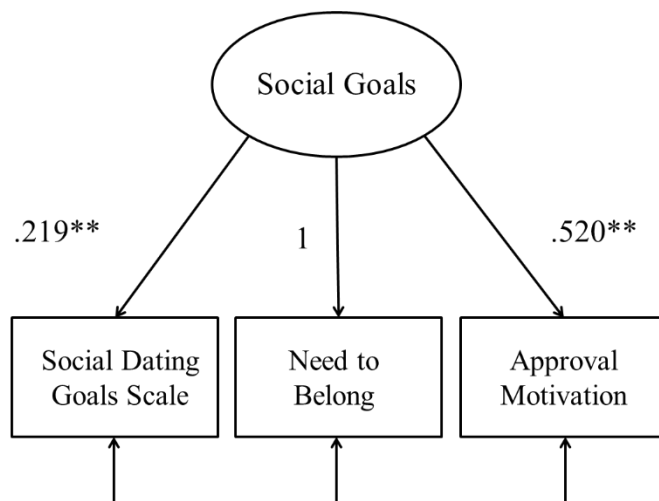 Social Goals
.219**
1
.520**
Social Dating
Goals Scale
Need to
Belong
Approval
Motivation